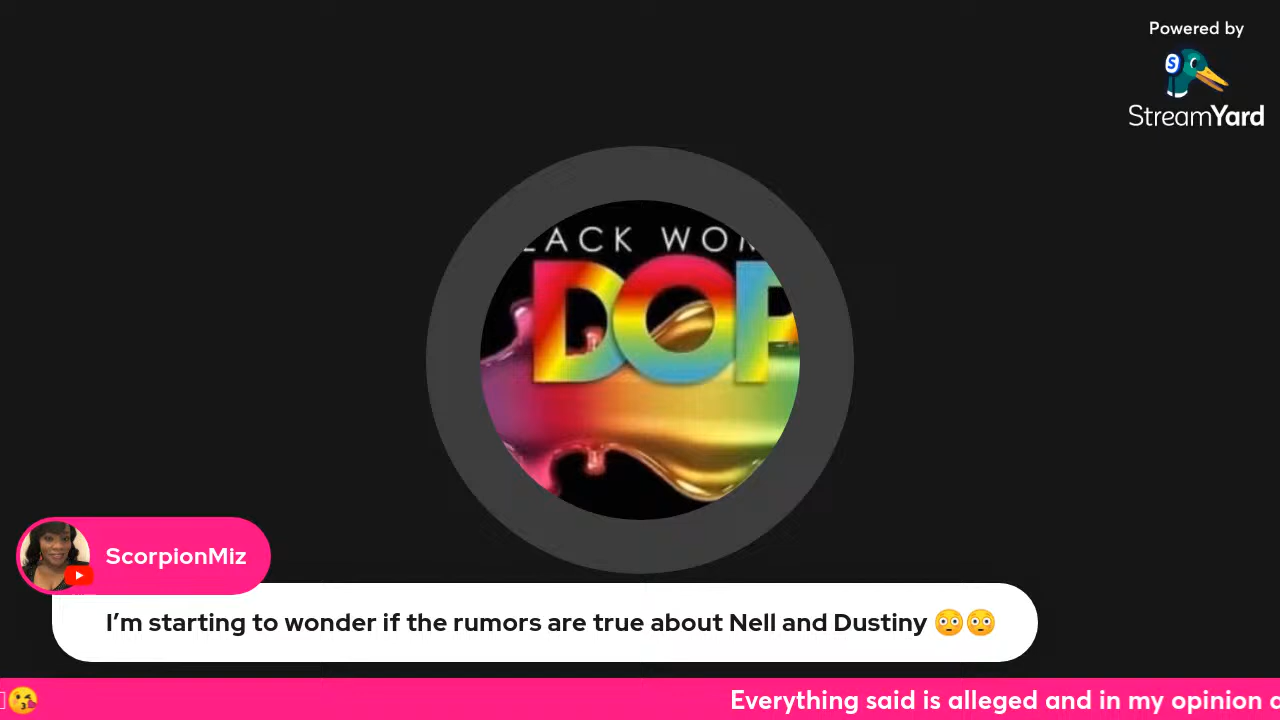 Powered by
S
StreamYard
LACK WOM
DOP
ScorpionMiz
I’m starting to wonder if the rumors are true about Nell and Dustiny 😳😳
😘 Everything said is alleged and in my opinion